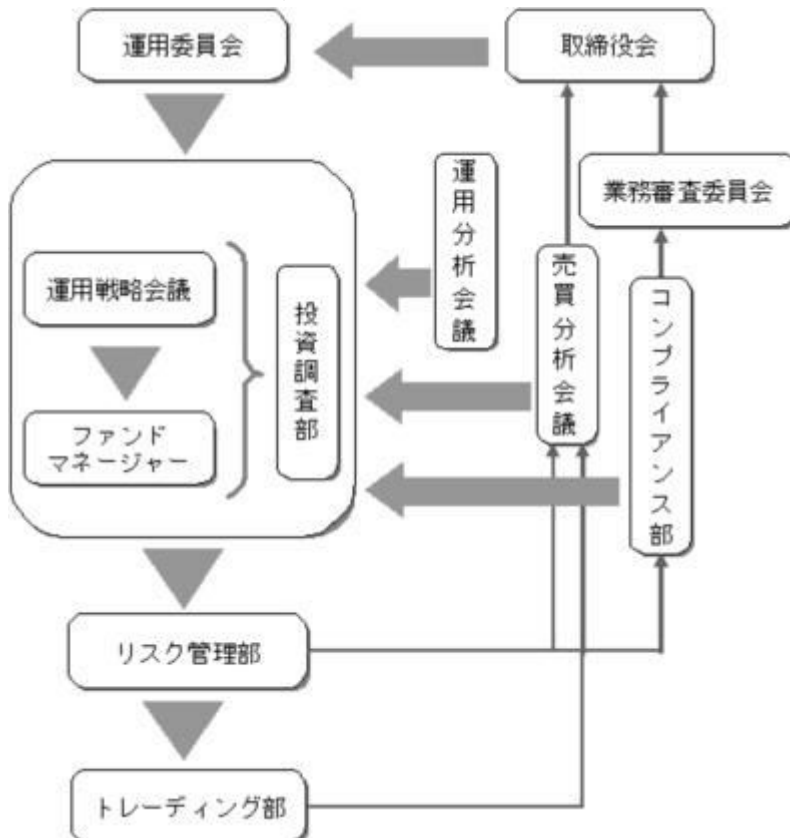 運用委員会
取締役会
業務審査委員会
運用分析会議
売買分析会議
コンプライアンス部
運用戦略会議
投資調査部
ファンド
マネージャー
リスク管理部
トレーディング部